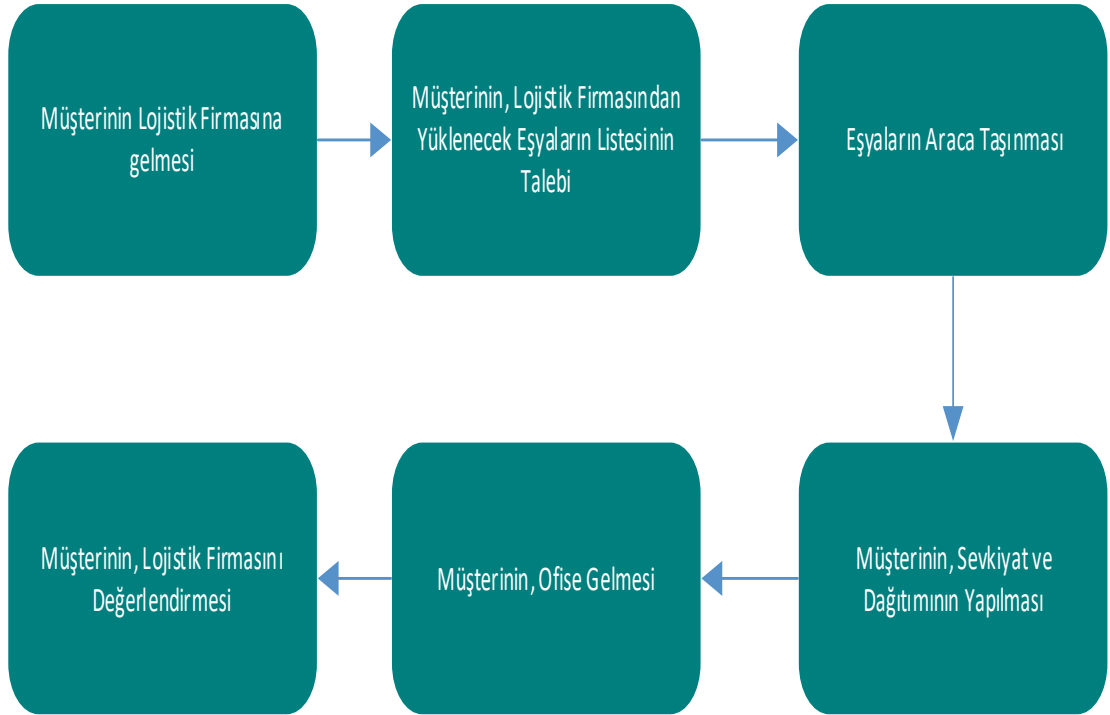 Müşterinin Lojistik Firmasına
gelmesi
Müşterinin, Lojistik Firmasından
Yüklenecek Eşyaların Listesinin
Talebi
Eşyaların Araca Taşınması
Müşterinin, Sevkiyat ve
Dağıtımının Yapılması
Müşterinin, Ofise Gelmesi
Müşterinin, Lojistik Firmasını
Değerlendirmesi